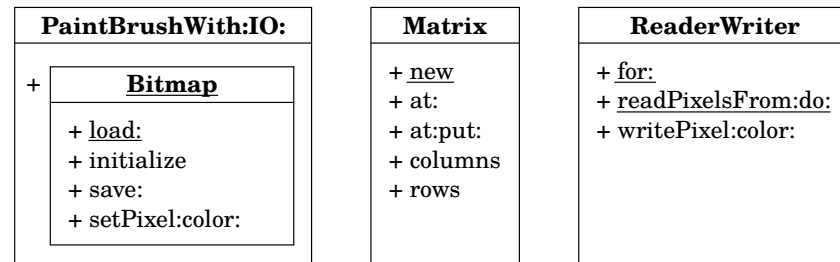 PaintBrushWith:IO:
+ Bitmap
+ load:
+ initialize
+ save:
+ setPixel:color:
Matrix
+ new
+ at:
+ at:put:
+ columns
+ rows
ReaderWriter
+ for:
+ readPixelsFrom:do:
+ writePixel:color: